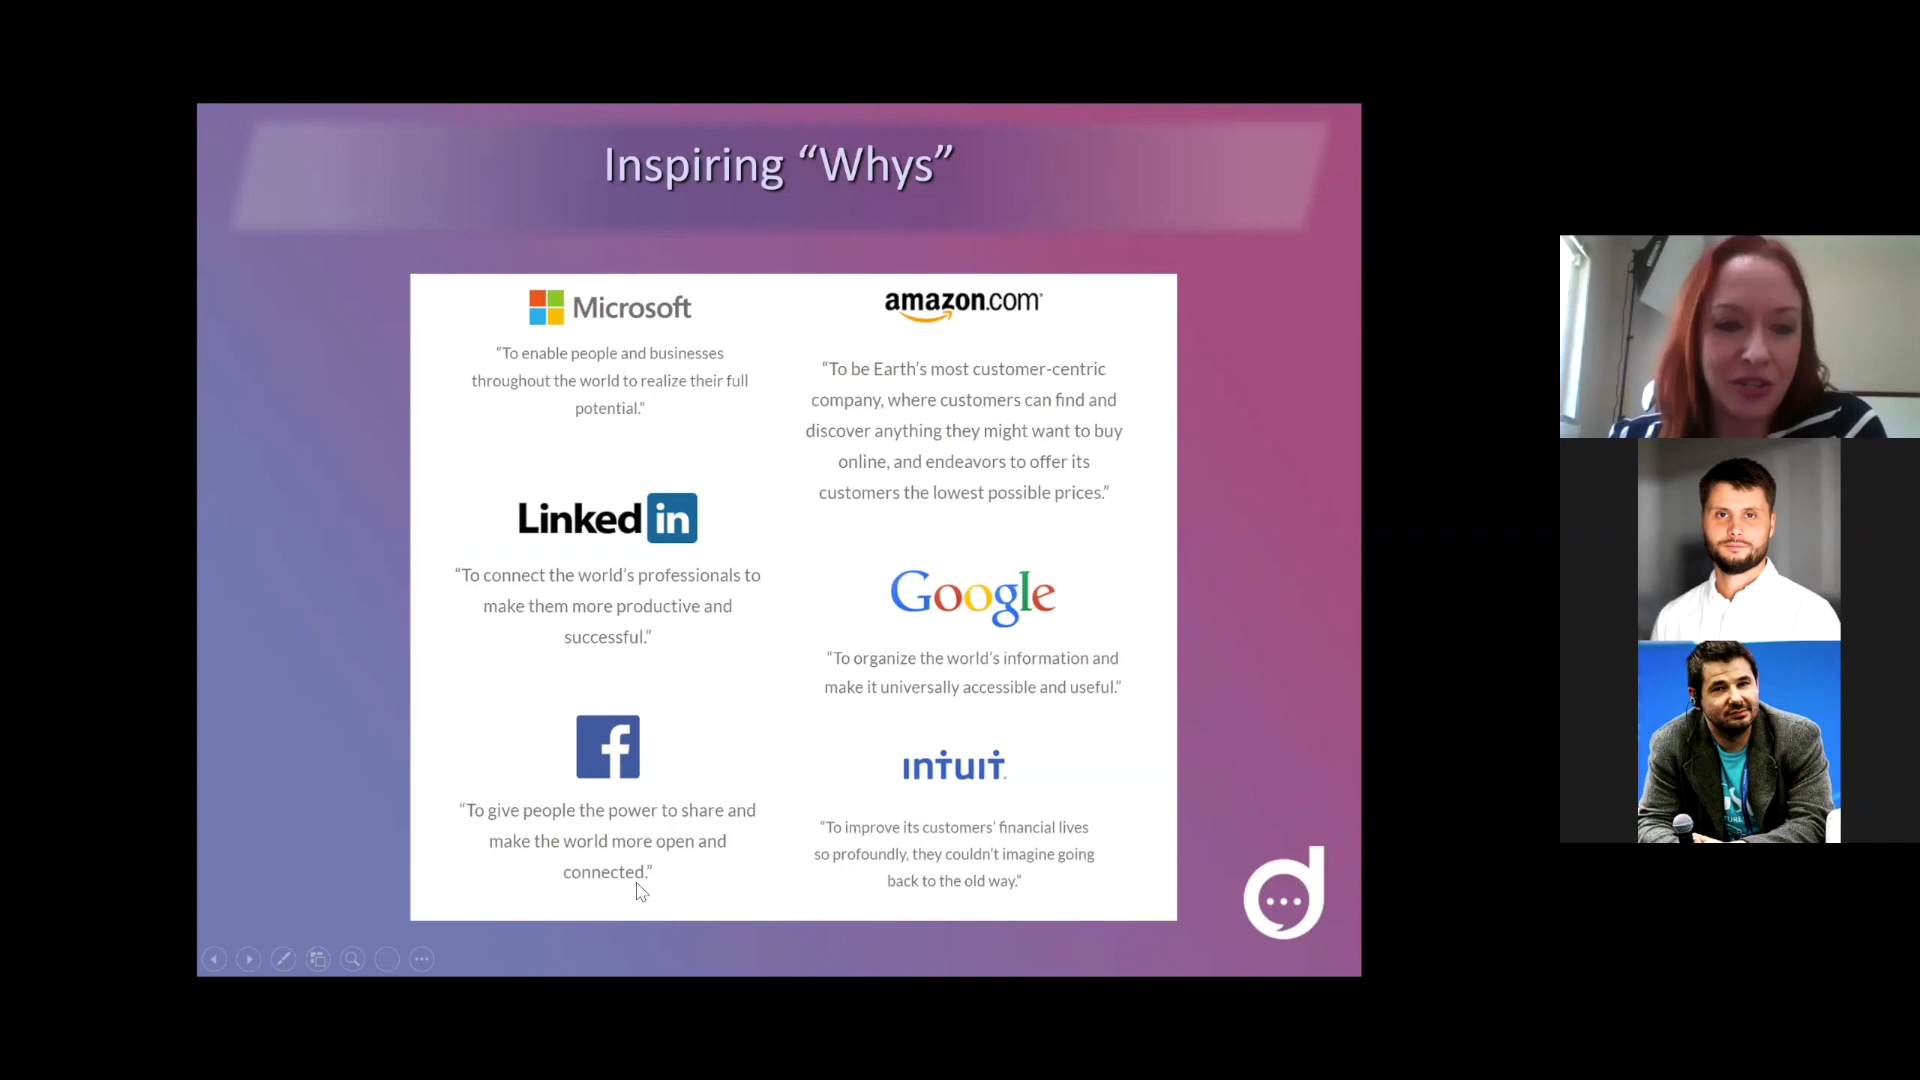 Inspiring “Whys”
Microsoft
“To enable people and businesses
throughout the world to realize their full
potential.”
amazon.com
“To be Earth’s most customer-centric
company, where customers can find and
discover anything they might want to buy
online, and endeavors to offer its
customers the lowest possible prices.”
Linked in
“To connect the world’s professionals to
make them more productive and
successful.”
Google
“To organize the world’s information and
make it universally accessible and useful.”
f
“To give people the power to share and
make the world more open and
connected.”
intuit.
“To improve its customers’ financial lives
so profoundly, they couldn’t imagine going
back to the old way.”
d